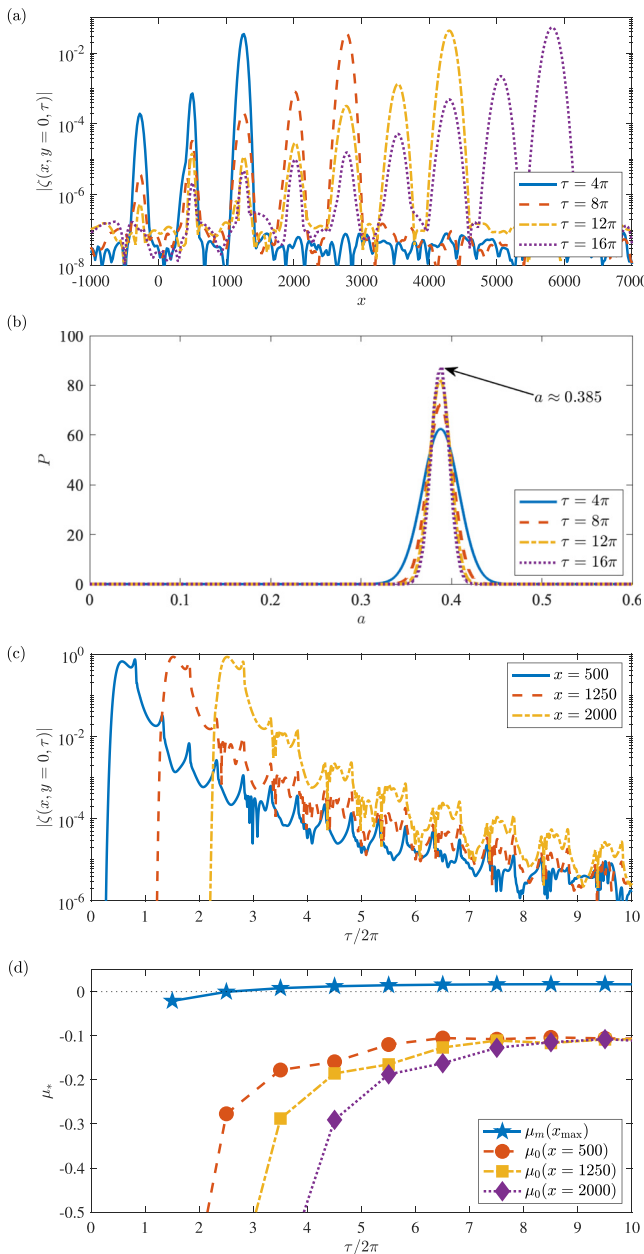 (a)
10⁻²
10⁻⁴
10⁻⁶
10⁻⁸
|ζ(x, y = 0, τ)|
τ = 4π
τ = 8π
τ = 12π
τ = 16π
-1000 0 1000 2000 3000 4000 5000 6000 7000
x
(b)
100
80
60
40
20
0
P
a ≈ 0.385
τ = 4π
τ = 8π
τ = 12π
τ = 16π
0 0.1 0.2 0.3 0.4 0.5 0.6
a
(c)
10⁰
10⁻²
10⁻⁴
10⁻⁶
|ζ(x, y = 0, τ)|
x = 500
x = 1250
x = 2000
0 1 2 3 4 5 6 7 8 9 10
τ/2π
(d)
0
-0.1
-0.2
-0.3
-0.4
-0.5
μ*
μₘ(xmax)
μ₀(x = 500)
μ₀(x = 1250)
μ₀(x = 2000)
0 1 2 3 4 5 6 7 8 9 10
τ/2π